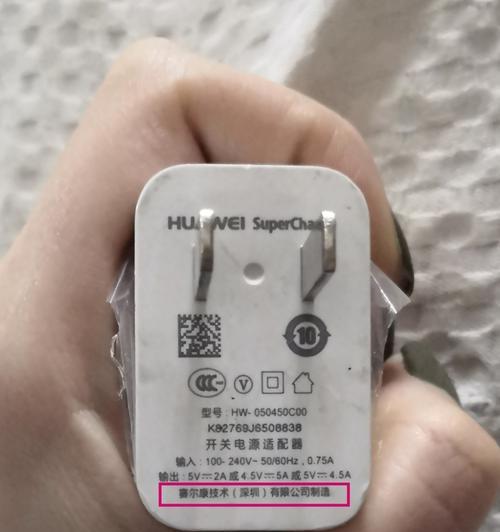 HUAWEI SuperCharge
10
CCC V
型号：HW- 050450C00
K82769J6508838
开关电源适配器
输入：100- 240V~ 50/60Hz , 0.75A
输出：5V⎓2A 或 4.5V⎓5A 或 5V⎓4.5A
赛尔康技术（深圳）有限公司制造